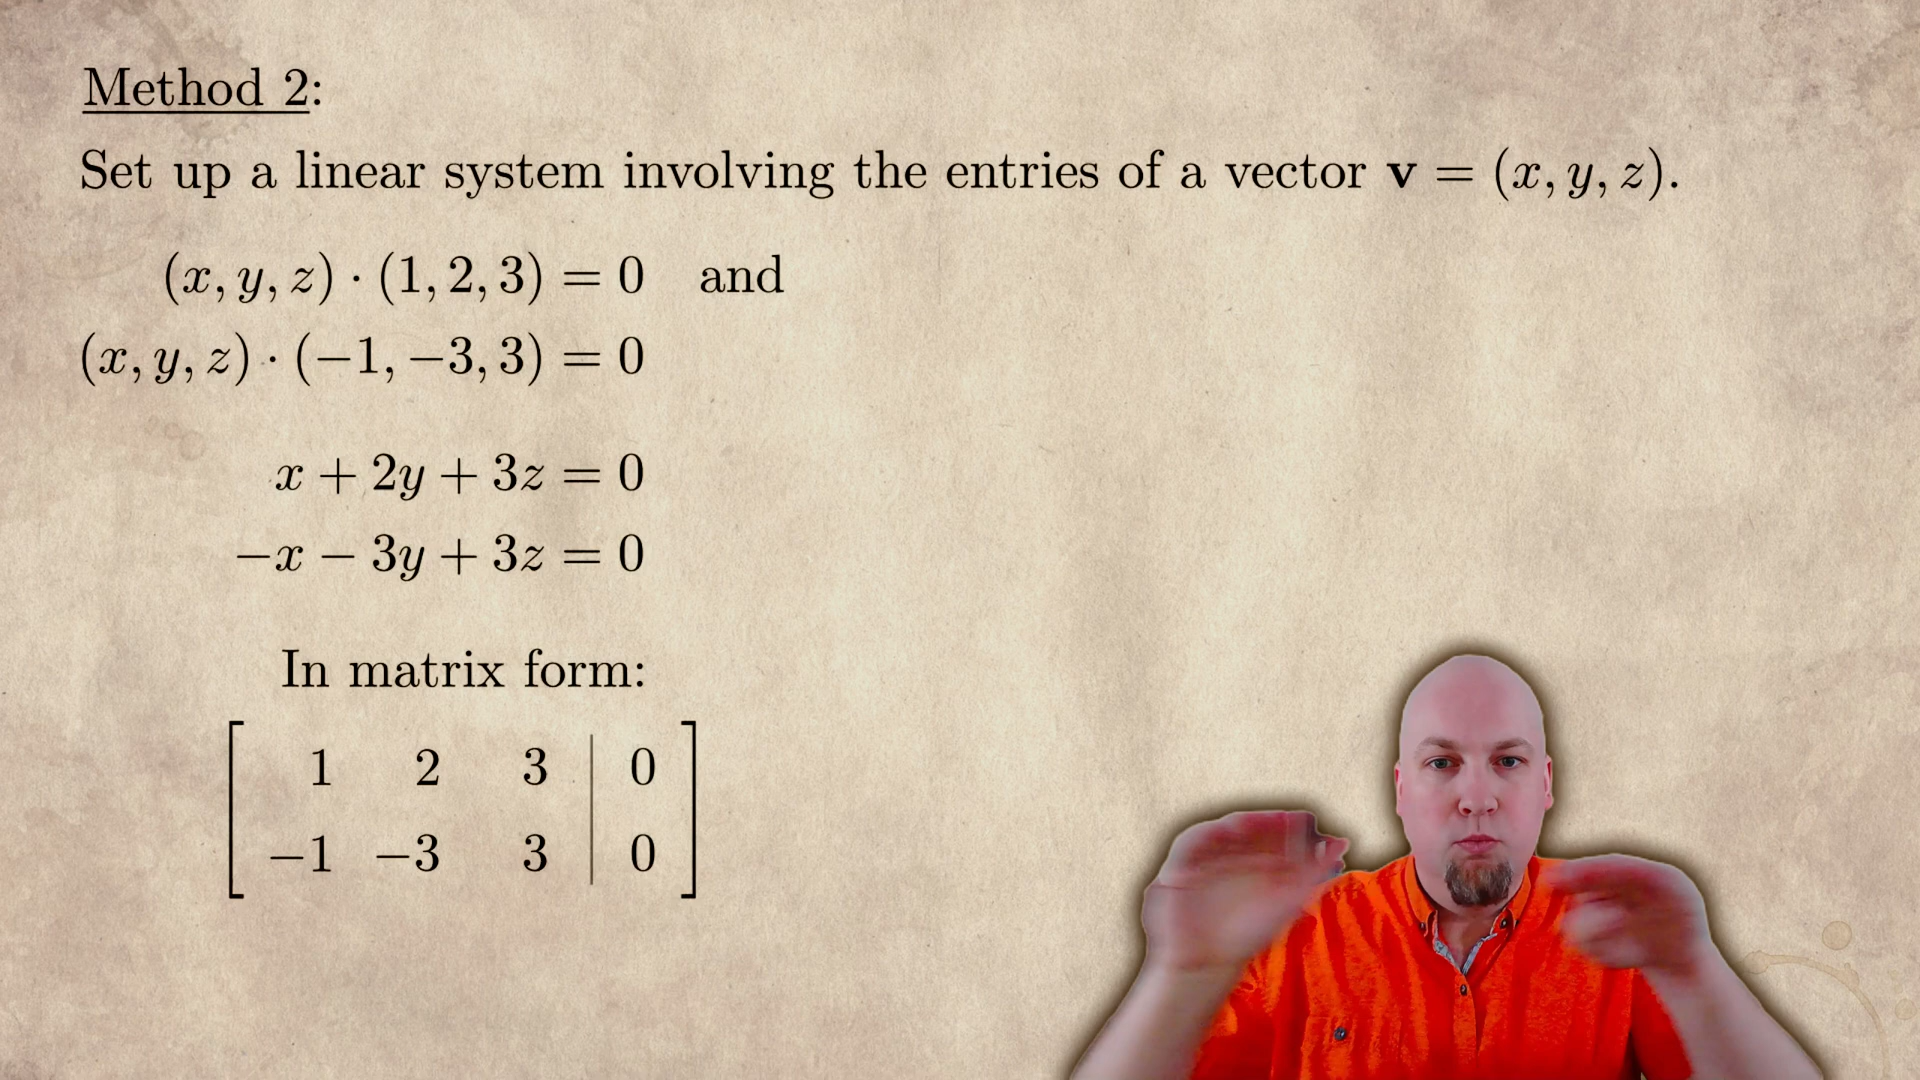 Method 2:
Set up a linear system involving the entries of a vector v = (x, y, z).
(x, y, z) · (1, 2, 3) = 0 and
(x, y, z) · (−1, −3, 3) = 0
x + 2y + 3z = 0
−x − 3y + 3z = 0
In matrix form:
1 2 3 | 0
−1 −3 3 | 0